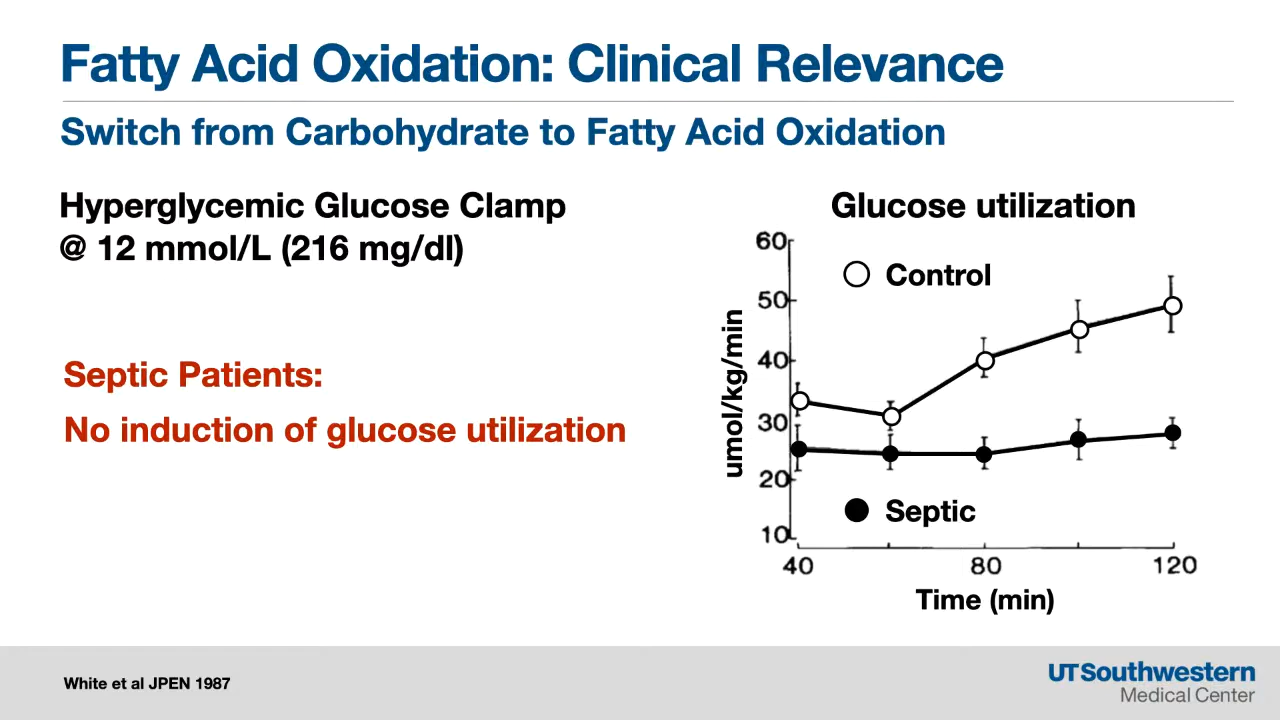 Fatty Acid Oxidation: Clinical Relevance
Switch from Carbohydrate to Fatty Acid Oxidation
Hyperglycemic Glucose Clamp
@ 12 mmol/L (216 mg/dl)
Septic Patients:
No induction of glucose utilization
Glucose utilization
umol/kg/min
60
50
40
30
20
10
Control
Septic
40
80
120
Time (min)
White et al JPEN 1987
UTSouthwestern
Medical Center